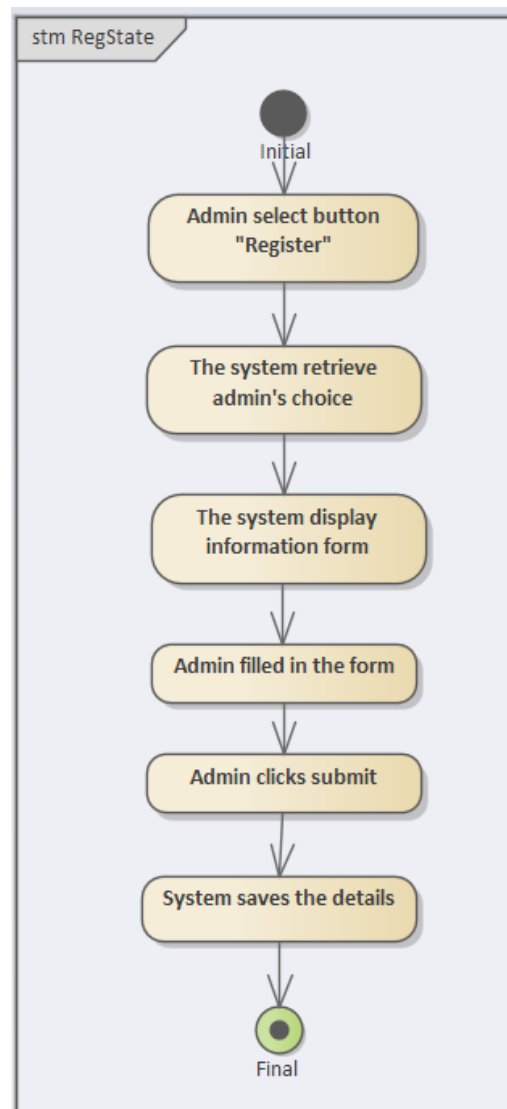 stm RegState
Initial
Admin select button
"Register"
The system retrieve
admin's choice
The system display
information form
Admin filled in the form
Admin clicks submit
System saves the details
Final